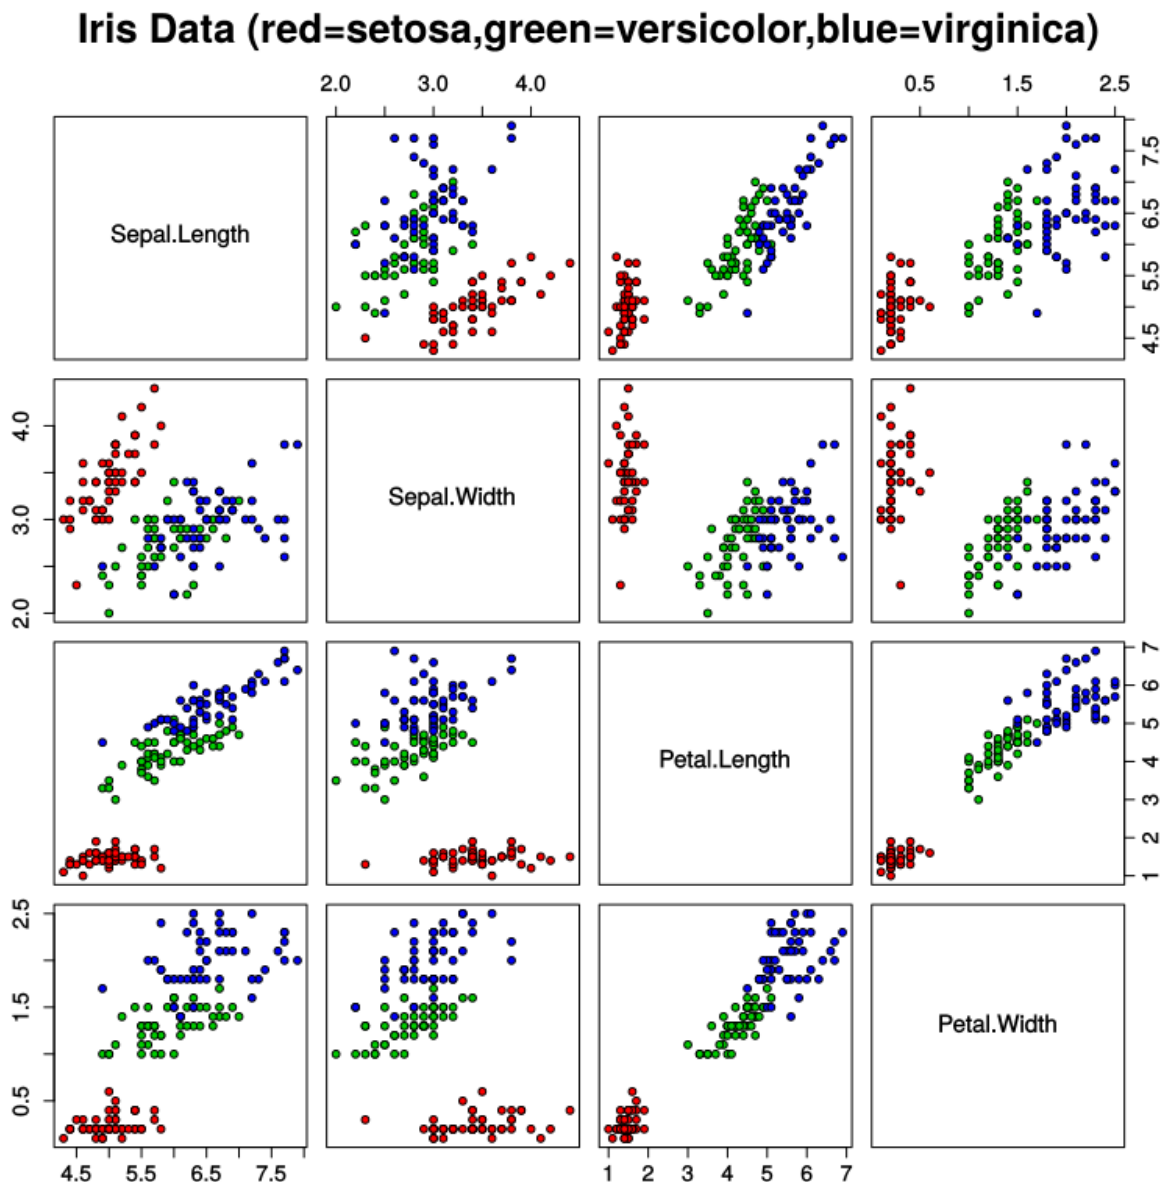 Iris Data (red=setosa,green=versicolor,blue=virginica)
2.0 3.0 4.0 0.5 1.5 2.5
Sepal.Length
4.5 5.5 6.5 7.5
2.0 3.0 4.0
Sepal.Width
Petal.Length
1 2 3 4 5 6 7
0.5 1.5 2.5
Petal.Width
4.5 5.5 6.5 7.5 1 2 3 4 5 6 7